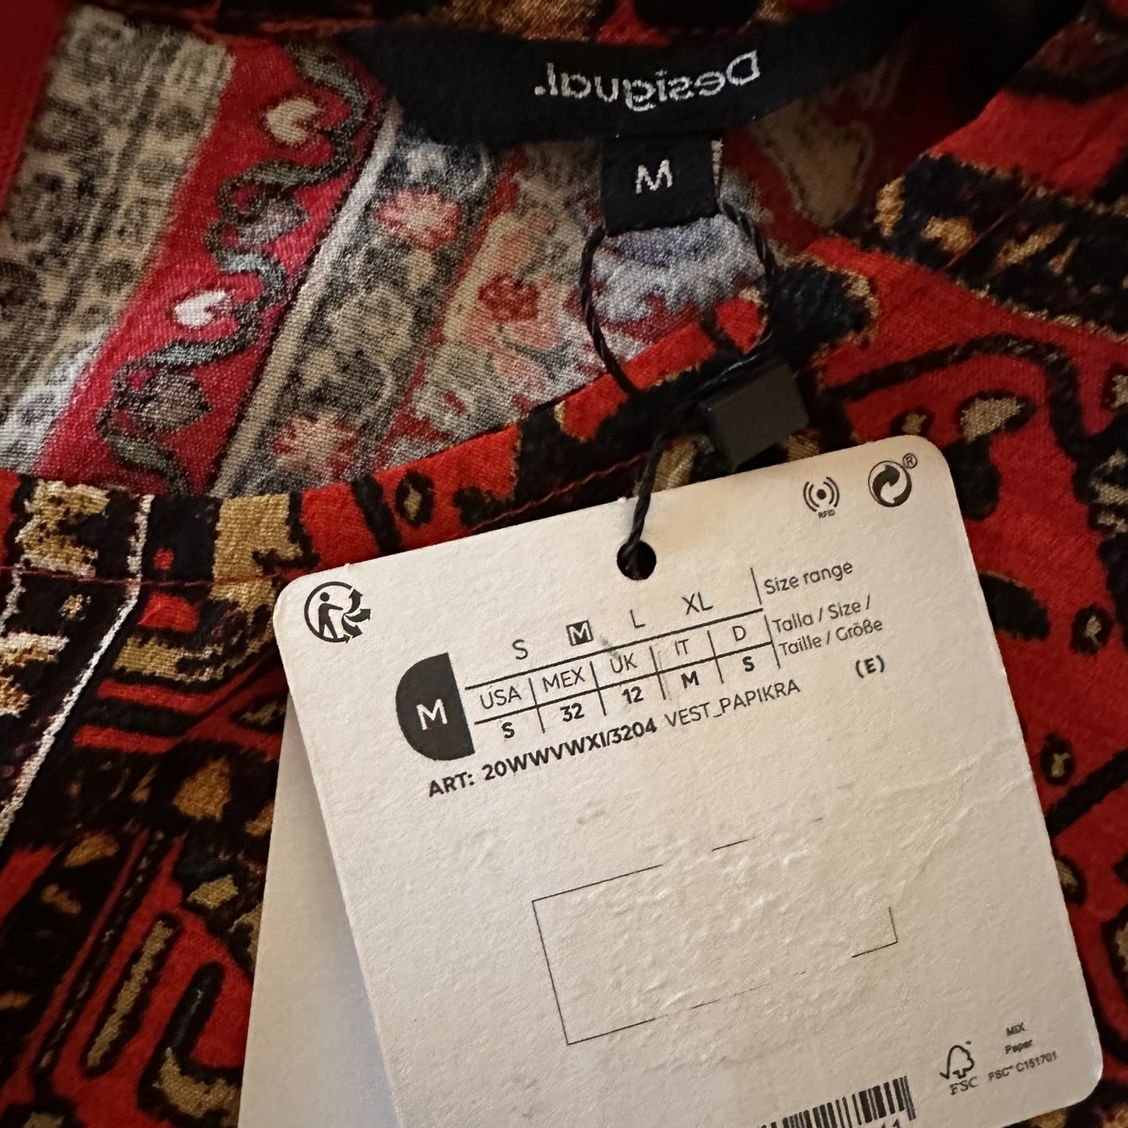 Desigual.
M
RFID
®
S M L XL Size range
USA MEX UK IT D Talla / Size /
S 32 12 M S Taille / Größe
M
ART: 20WWVWXI/3204 VEST_PAPIKRA (E)
MIX
Paper
FSC FSC® C151701